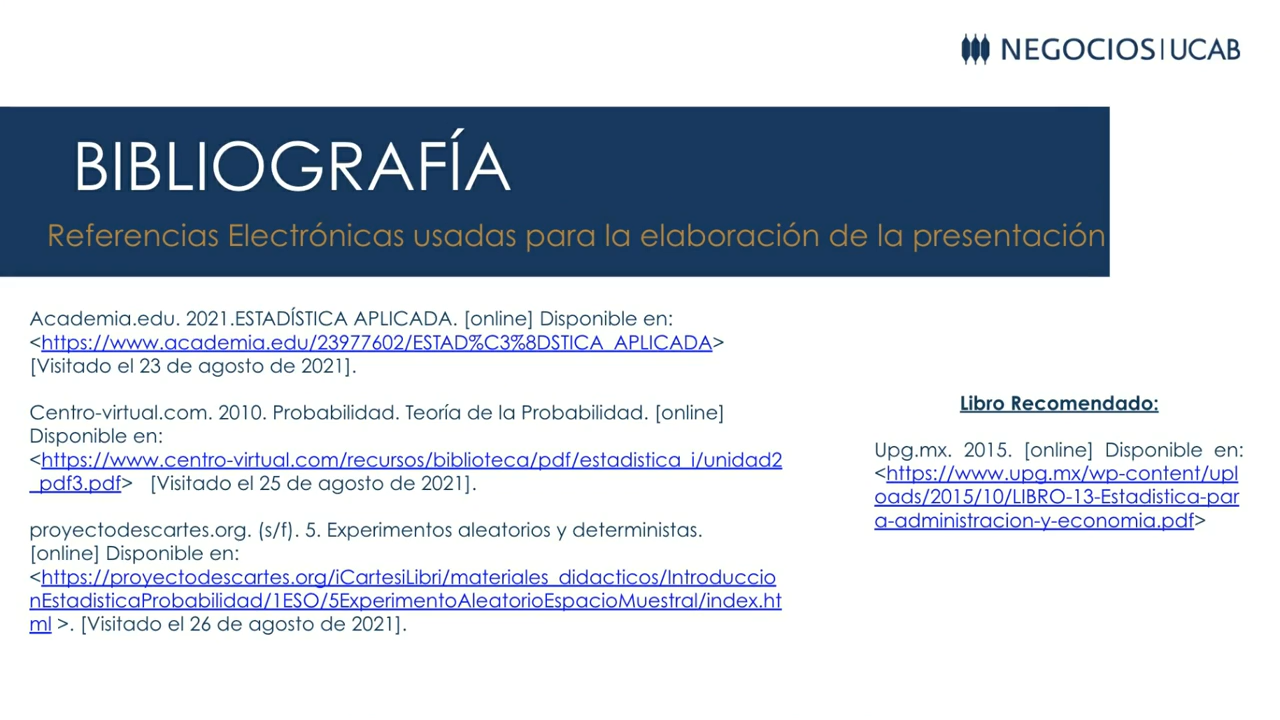 NEGOCIOS|UCAB
BIBLIOGRAFÍA
Referencias Electrónicas usadas para la elaboración de la presentación
Academia.edu. 2021.ESTADÍSTICA APLICADA. [online] Disponible en:
<https://www.academia.edu/23977602/ESTAD%C3%8DSTICA_APLICADA>
[Visitado el 23 de agosto de 2021].
Centro-virtual.com. 2010. Probabilidad. Teoría de la Probabilidad. [online]
Disponible en:
<https://www.centro-virtual.com/recursos/biblioteca/pdf/estadistica_i/unidad2
_pdf3.pdf> [Visitado el 25 de agosto de 2021].
proyectodescartes.org. (s/f). 5. Experimentos aleatorios y deterministas.
[online] Disponible en:
<https://proyectodescartes.org/iCartesiLibri/materiales_didacticos/Introduccio
nEstadisticaProbabilidad/1ESO/5ExperimentoAleatorioEspacioMuestral/index.ht
ml >. [Visitado el 26 de agosto de 2021].
Libro Recomendado:
Upg.mx. 2015. [online] Disponible en:
<https://www.upg.mx/wp-content/upl
oads/2015/10/LIBRO-13-Estadistica-par
a-administracion-y-economia.pdf>